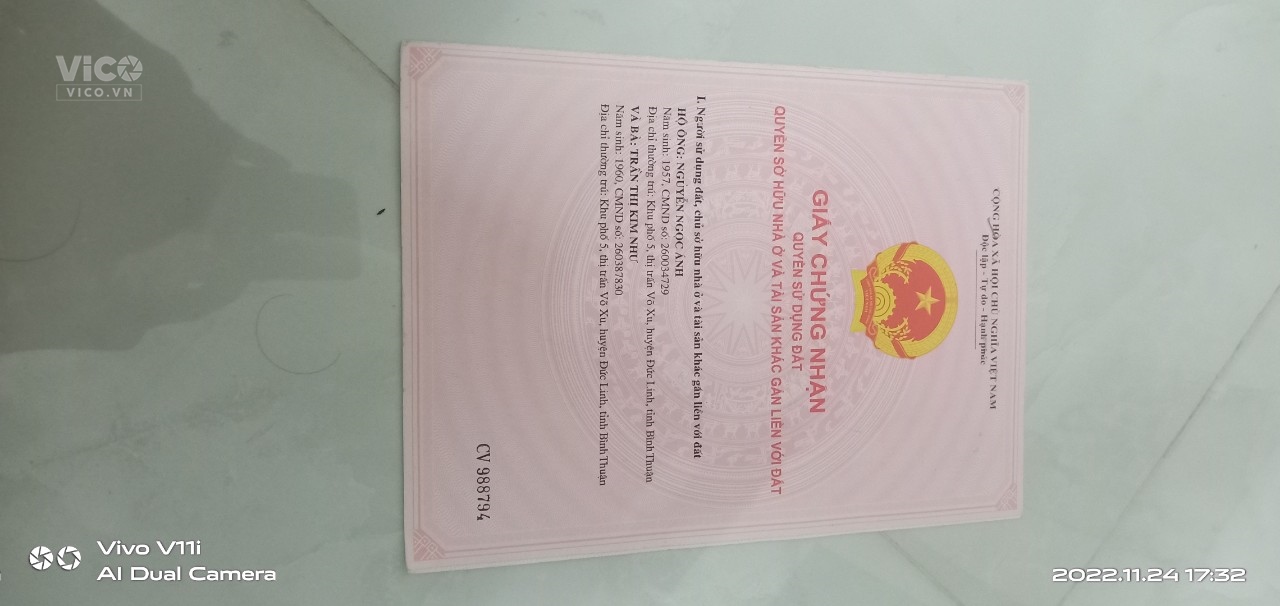 CỘNG HÒA XÃ HỘI CHỦ NGHĨA VIỆT NAM
Độc lập - Tự do - Hạnh phúc
GIẤY CHỨNG NHẬN
QUYỀN SỬ DỤNG ĐẤT
QUYỀN SỞ HỮU NHÀ Ở VÀ TÀI SẢN KHÁC GẮN LIỀN VỚI ĐẤT
I. Người sử dụng đất, chủ sở hữu nhà ở và tài sản khác gắn liền với đất
HỘ ÔNG: NGUYỄN NGỌC ÁNH
Năm sinh: 1957, CMND số: 260034729
Địa chỉ thường trú: Khu phố 5, thị trấn Võ Xu, huyện Đức Linh, tỉnh Bình Thuận
VÀ BÀ: TRẦN THỊ KIM NHƯ
Năm sinh: 1960, CMND số: 260387830
Địa chỉ thường trú: Khu phố 5, thị trấn Võ Xu, huyện Đức Linh, tỉnh Bình Thuận
CV 988794
VICO
VICO.VN
Vivo V11i
AI Dual Camera
2022.11.24 17:32